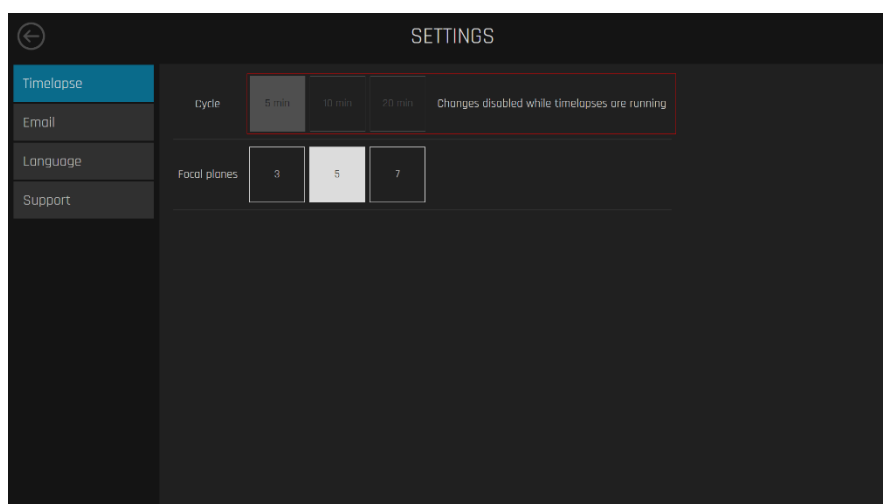 SETTINGS
Timelapse
Email
Language
Support
Cycle
5 min
10 min
20 min
Changes disabled while timelapses are running
Focal planes
3
5
7